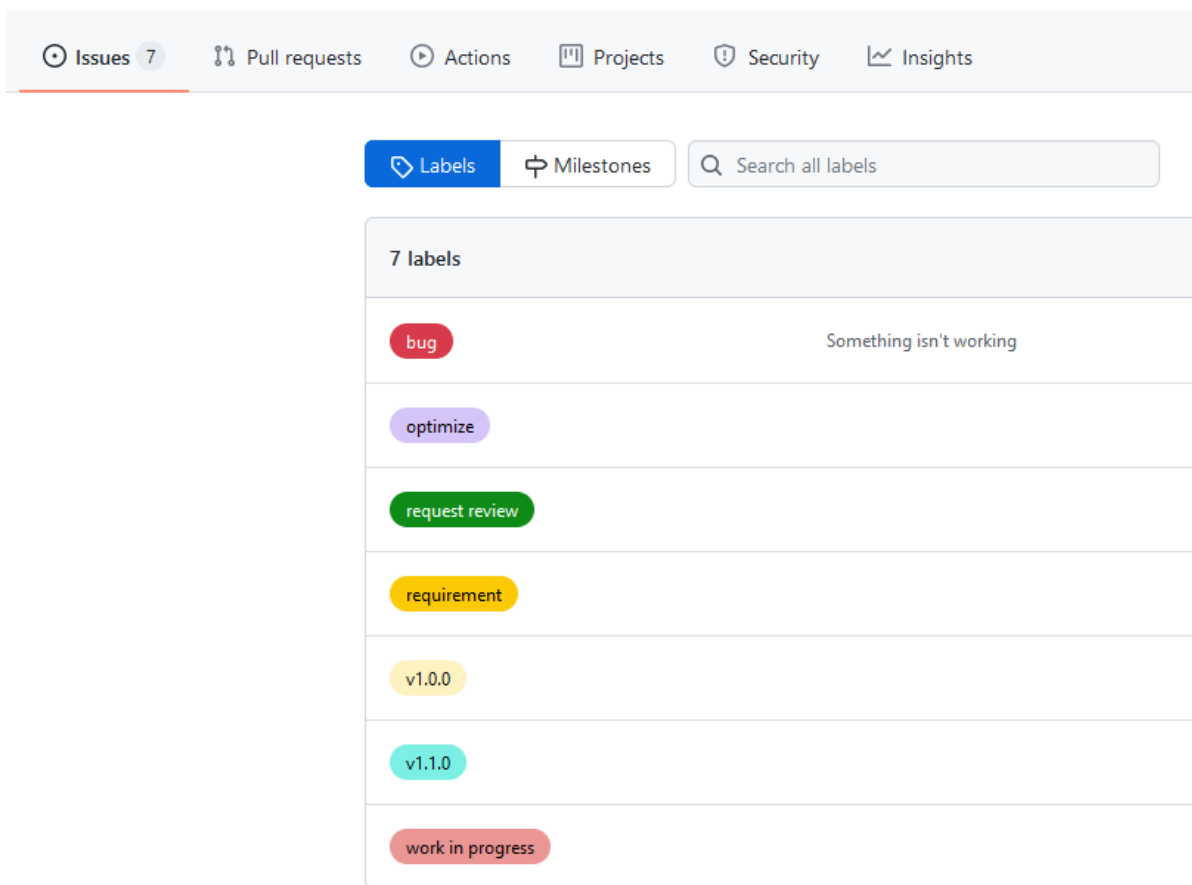 Issues 7 Pull requests Actions Projects Security Insights
Labels Milestones Search all labels
7 labels
bug Something isn't working
optimize
request review
requirement
v1.0.0
v1.1.0
work in progress